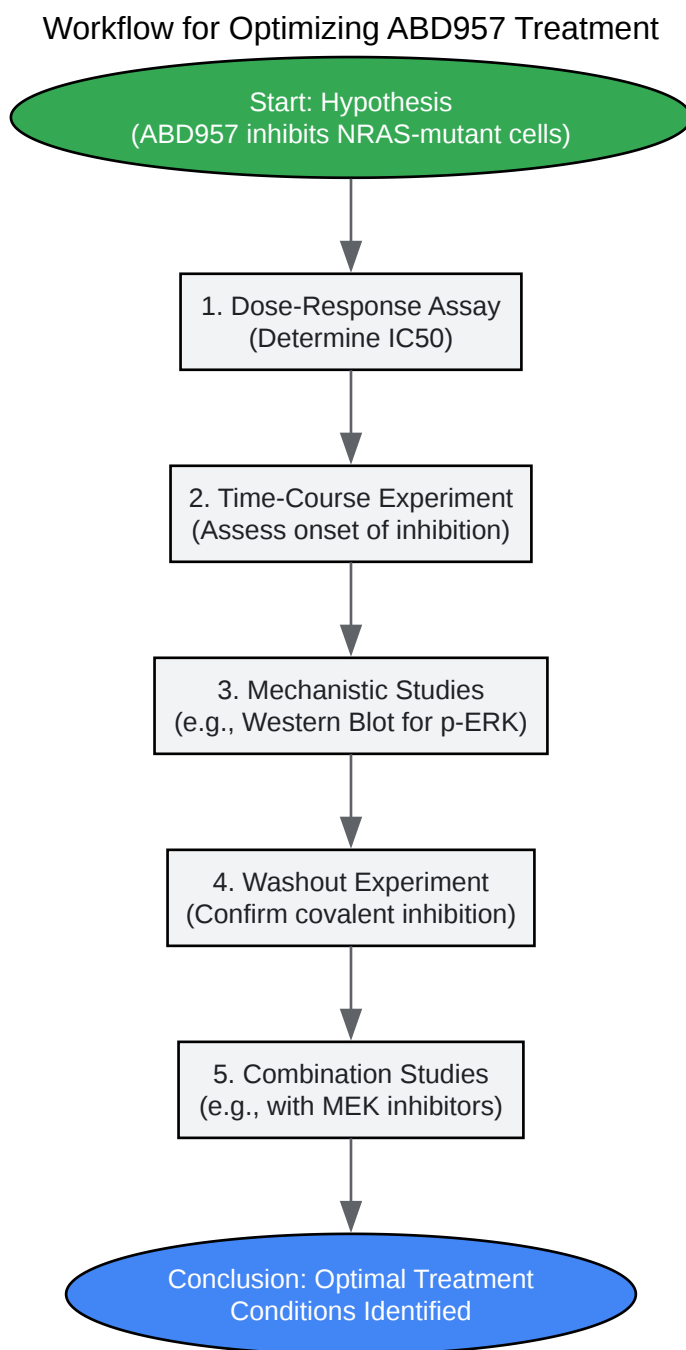 Workflow for Optimizing ABD957 Treatment
Start: Hypothesis
(ABD957 inhibits NRAS-mutant cells)
1. Dose-Response Assay
(Determine IC50)
2. Time-Course Experiment
(Assess onset of inhibition)
3. Mechanistic Studies
(e.g., Western Blot for p-ERK)
4. Washout Experiment
(Confirm covalent inhibition)
5. Combination Studies
(e.g., with MEK inhibitors)
Conclusion: Optimal Treatment
Conditions Identified